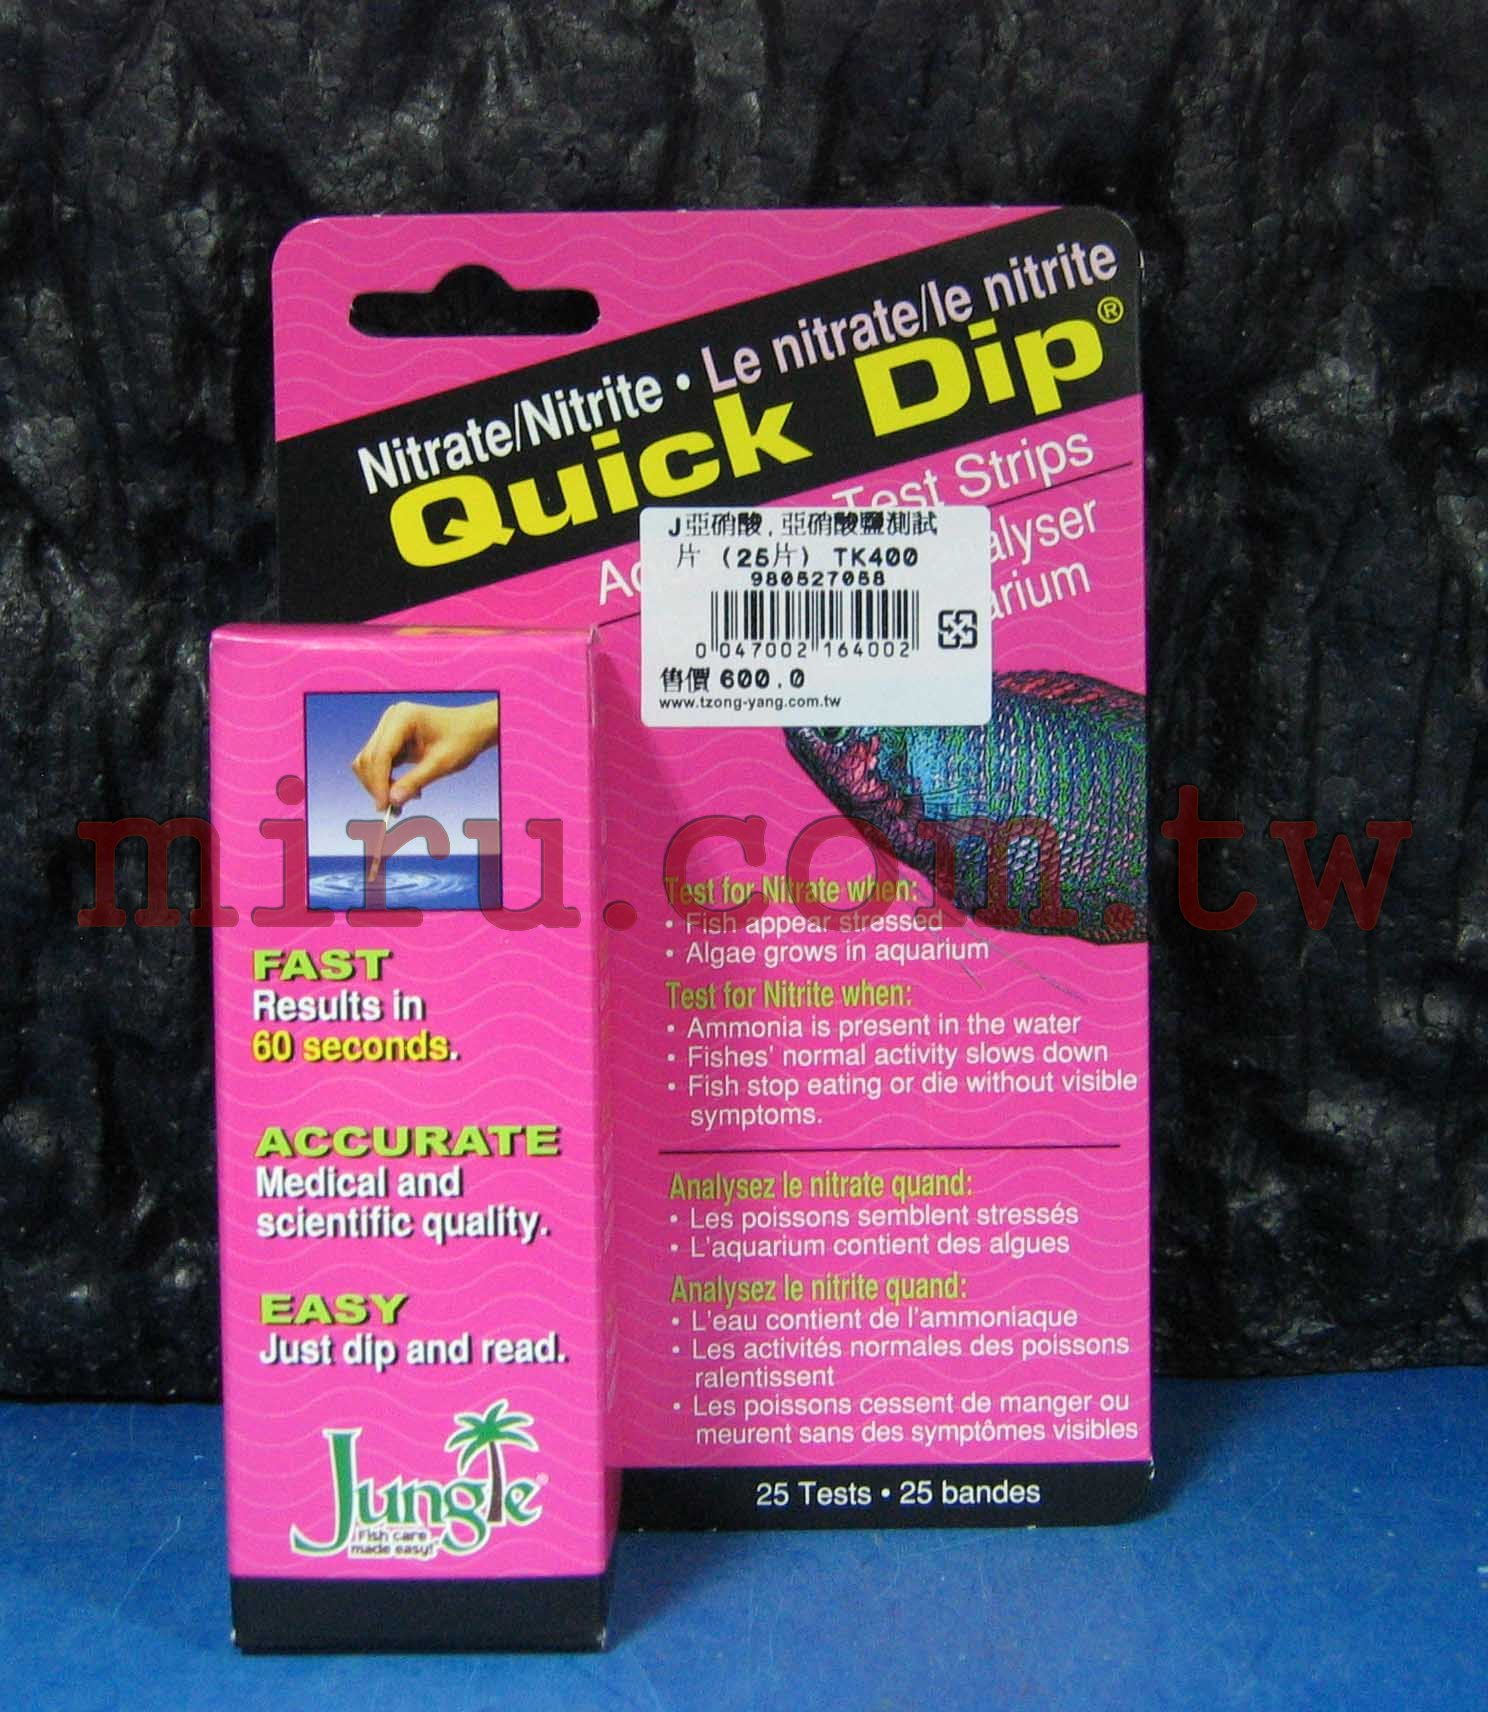 Nitrate/Nitrite • Le nitrate/le nitrite
Quick Dip®
Test Strips
J亞硝酸,亞硝酸鹽測試
片 (25片) TK400
980527058
0 047002 164002
售價 600.0
www.tzong-yang.com.tw
miru.com.tw
FAST
Results in
60 seconds.
ACCURATE
Medical and
scientific quality.
EASY
Just dip and read.
Jungle®
Fish care
made easy!
Test for Nitrate when:
• Fish appear stressed
• Algae grows in aquarium
Test for Nitrite when:
• Ammonia is present in the water
• Fishes' normal activity slows down
• Fish stop eating or die without visible
symptoms.
Analysez le nitrate quand:
• Les poissons semblent stressés
• L'aquarium contient des algues
Analysez le nitrite quand:
• L'eau contient de l'ammoniaque
• Les activités normales des poissons
ralentissent
• Les poissons cessent de manger ou
meurent sans des symptômes visibles
25 Tests • 25 bandes